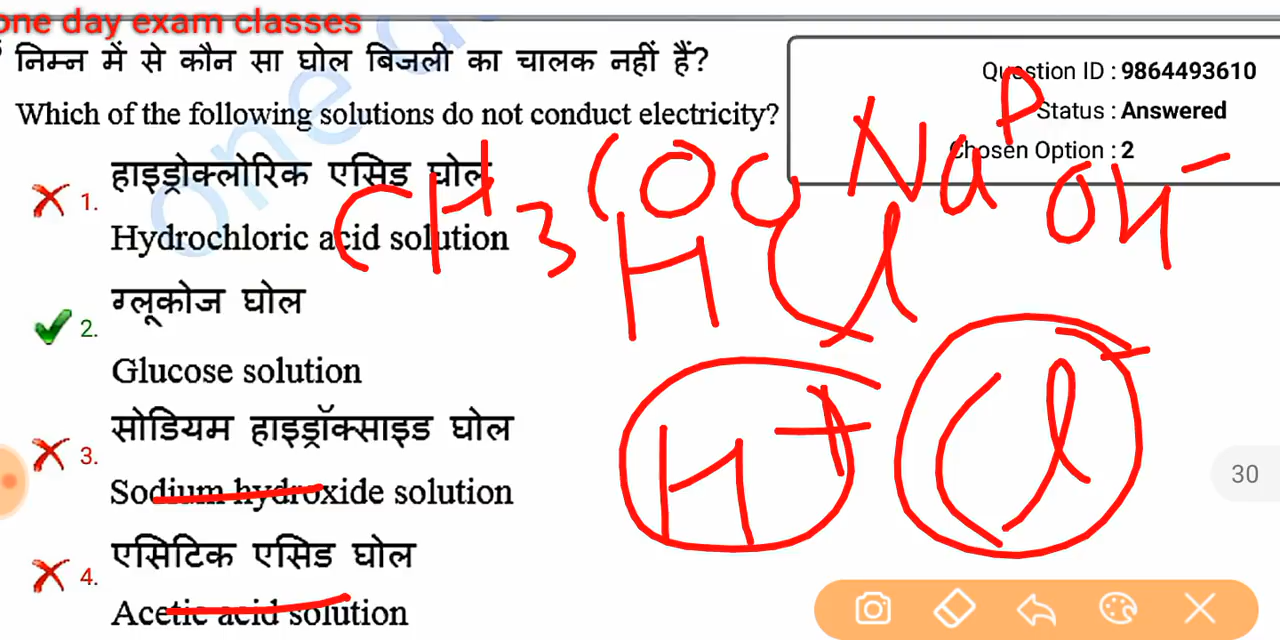 one day exam classes
निम्न में से कौन सा घोल बिजली का चालक नहीं हैं?
Which of the following solutions do not conduct electricity?
Question ID : 9864493610
Status : Answered
Chosen Option : 2
1. हाइड्रोक्लोरिक एसिड घोल
Hydrochloric acid solution
2. ग्लूकोज घोल
Glucose solution
3. सोडियम हाइड्रॉक्साइड घोल
Sodium hydroxide solution
4. एसिटिक एसिड घोल
Acetic acid solution
CH3COO
Na OH-
HCl
H+ Cl-
30